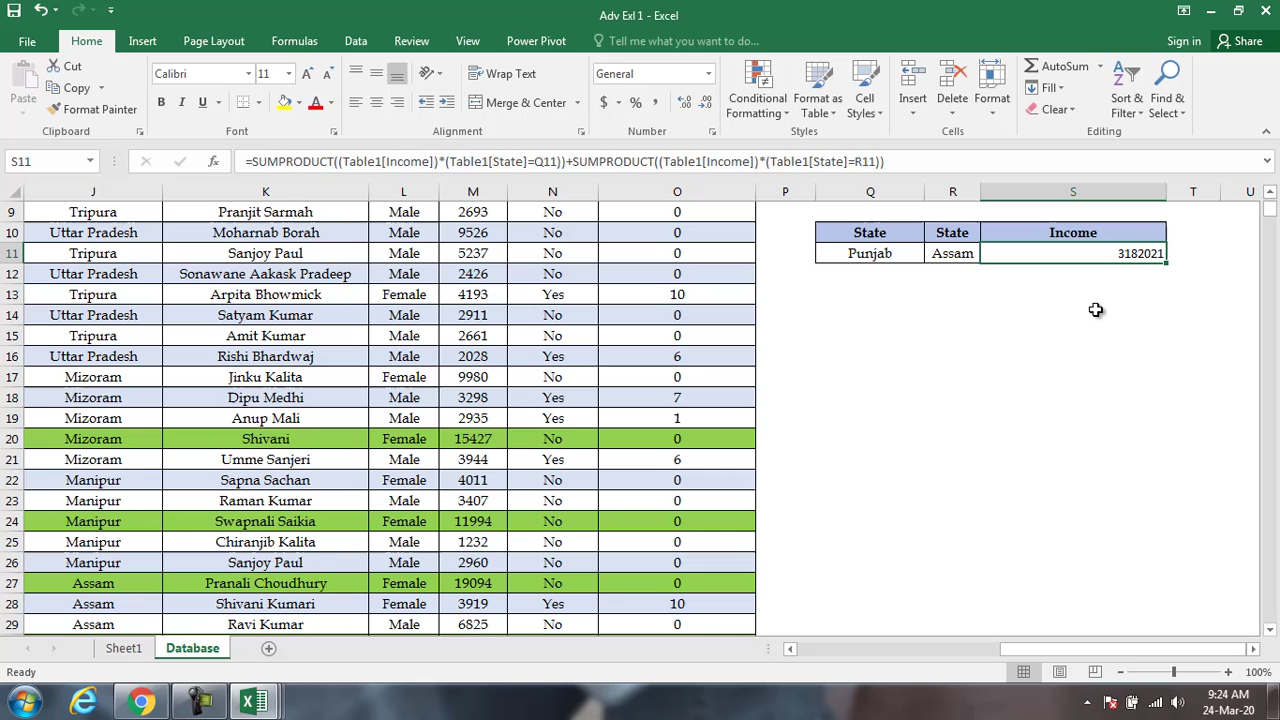 Adv Exl 1 - Excel
File Home Insert Page Layout Formulas Data Review View Power Pivot Tell me what you want to do... Sign in Share
Paste
Cut
Copy
Format Painter
Clipboard
Calibri 11
B I U
Font
Wrap Text
Merge & Center
Alignment
General
$ % ,
Number
Conditional Formatting
Format as Table
Cell Styles
Styles
Insert
Delete
Format
Cells
AutoSum
Fill
Clear
Sort & Filter
Find & Select
Editing
S11 fx =SUMPRODUCT((Table1[Income])*(Table1[State]=Q11))+SUMPRODUCT((Table1[Income])*(Table1[State]=R11))
J K L M N O P Q R S T U
9 Tripura Pranjit Sarmah Male 2693 No 0
10 Uttar Pradesh Moharnab Borah Male 9526 No 0 State State Income
11 Tripura Sanjoy Paul Male 5237 No 0 Punjab Assam 3182021
12 Uttar Pradesh Sonawane Aakask Pradeep Male 2426 No 0
13 Tripura Arpita Bhowmick Female 4193 Yes 10
14 Uttar Pradesh Satyam Kumar Male 2911 No 0
15 Tripura Amit Kumar Male 2661 No 0
16 Uttar Pradesh Rishi Bhardwaj Male 2028 Yes 6
17 Mizoram Jinku Kalita Female 9980 No 0
18 Mizoram Dipu Medhi Male 3298 Yes 7
19 Mizoram Anup Mali Male 2935 Yes 1
20 Mizoram Shivani Female 15427 No 0
21 Mizoram Umme Sanjeri Male 3944 Yes 6
22 Manipur Sapna Sachan Female 4011 No 0
23 Manipur Raman Kumar Male 3407 No 0
24 Manipur Swapnali Saikia Female 11994 No 0
25 Manipur Chiranjib Kalita Male 1232 No 0
26 Manipur Sanjoy Paul Male 2960 No 0
27 Assam Pranali Choudhury Female 19094 No 0
28 Assam Shivani Kumari Female 3919 Yes 10
29 Assam Ravi Kumar Male 6825 No 0
Sheet1 Database
Ready 100%
9:24 AM
24-Mar-20